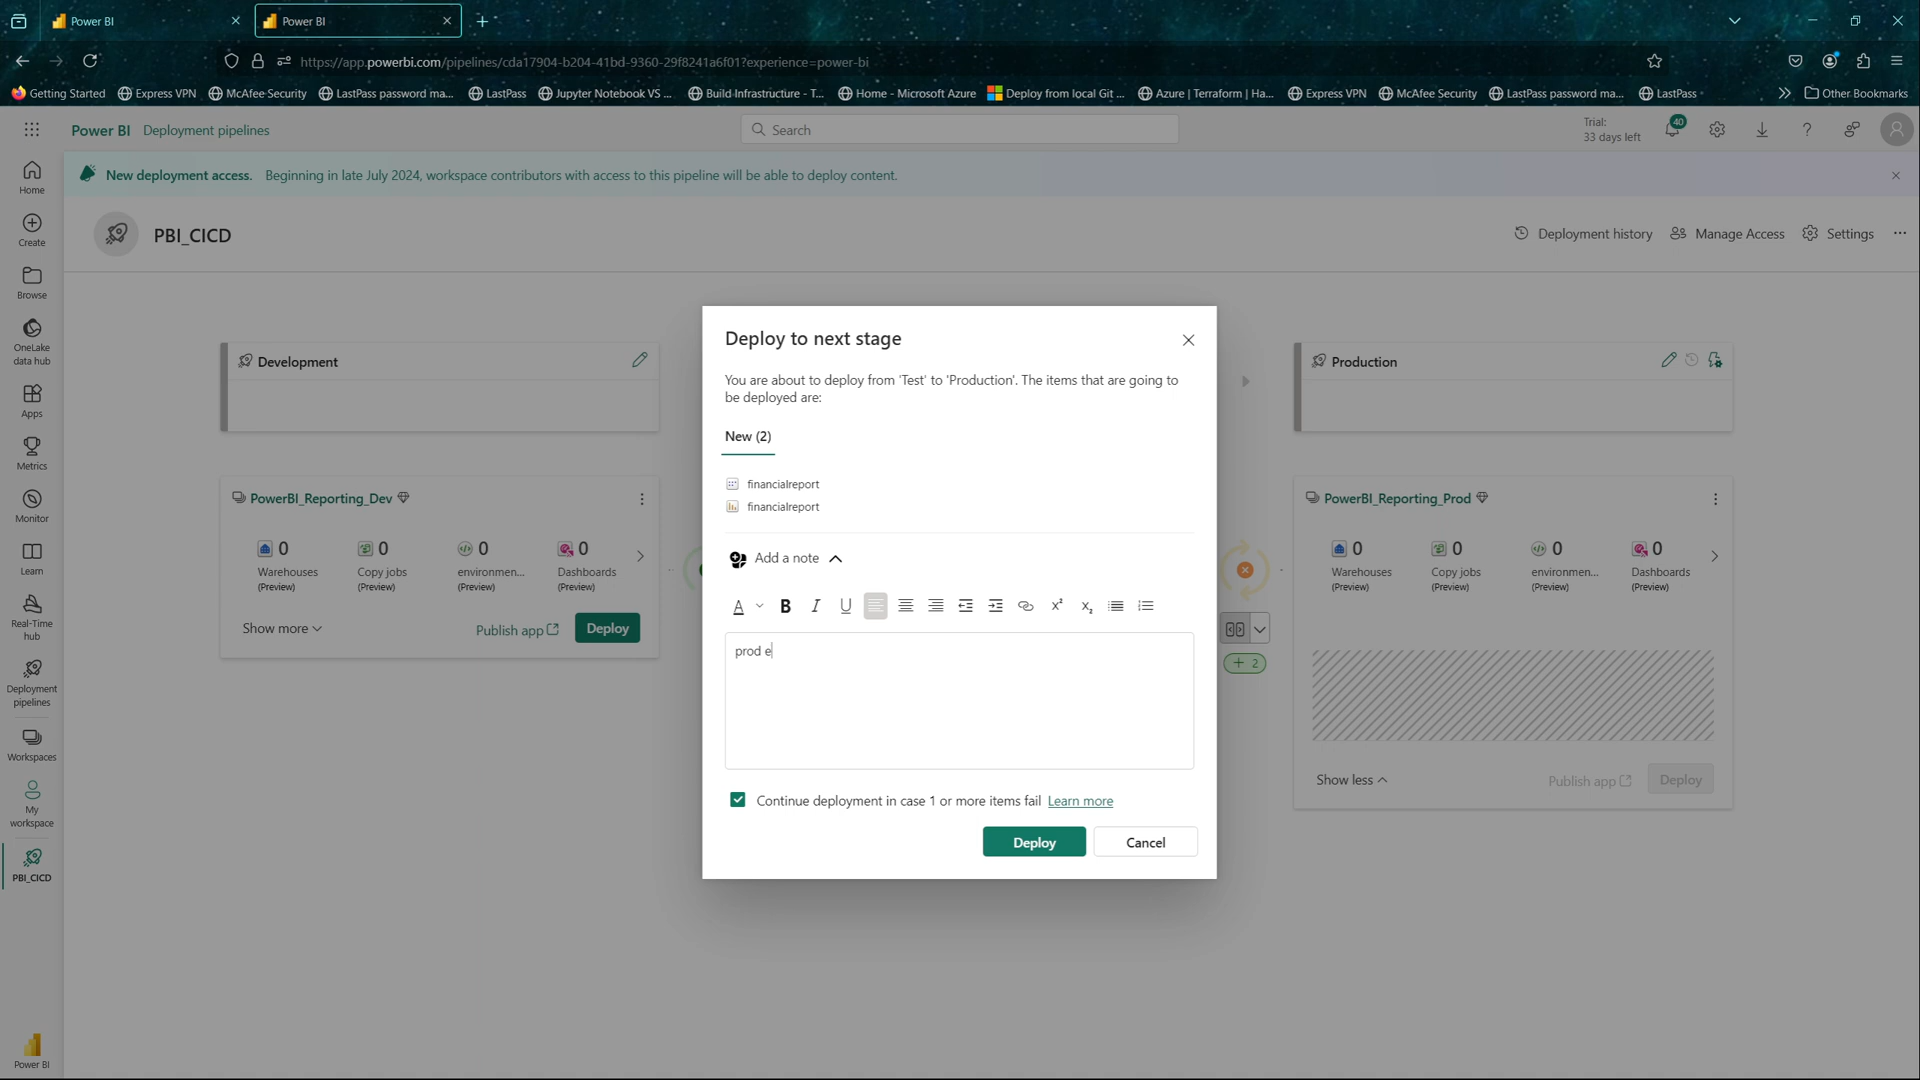 Power BI
Power BI
https://app.powerbi.com/pipelines/cda17904-b204-41bd-9360-29f8241a6f01?experience=power-bi
Getting Started
Express VPN
McAfee Security
LastPass password ma...
LastPass
Jupyter Notebook VS ...
Build-Infrastructure - T...
Home - Microsoft Azure
Deploy from local Git ...
Azure | Terraform | Ha...
Express VPN
McAfee Security
LastPass password ma...
LastPass
Other Bookmarks
Power BI
Deployment pipelines
Search
Trial:
33 days left
40
New deployment access. Beginning in late July 2024, workspace contributors with access to this pipeline will be able to deploy content.
Home
Create
Browse
OneLake
data hub
Apps
Metrics
Monitor
Learn
Real-Time
hub
Deployment
pipelines
Workspaces
My
workspace
PBI_CICD
Power BI
PBI_CICD
Deployment history
Manage Access
Settings
Development
PowerBI_Reporting_Dev
0
Warehouses
(Preview)
0
Copy jobs
(Preview)
0
environmen...
(Preview)
0
Dashboards
(Preview)
Show more
Publish app
Deploy
Deploy to next stage
You are about to deploy from 'Test' to 'Production'. The items that are going to
be deployed are:
New (2)
financialreport
financialreport
Add a note
A
B
I
U
x²
x₂
prod e
Continue deployment in case 1 or more items fail Learn more
Deploy
Cancel
+ 2
Production
PowerBI_Reporting_Prod
0
Warehouses
(Preview)
0
Copy jobs
(Preview)
0
environmen...
(Preview)
0
Dashboards
(Preview)
Show less
Publish app
Deploy